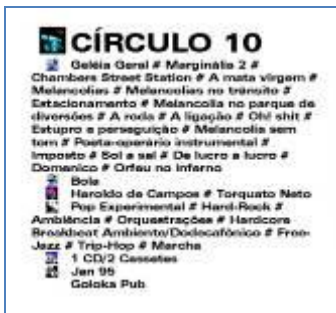 CÍRCULO 10
Geléia Geral # Marginália 2 #
Chambers Street Station # A mata virgem #
Melancolias # Melancolias no trânsito #
Estacionamento # Melancolia no parque de
diversões # A roda # A ligação # Oh! shit #
Estupro e perseguição # Melancolia sem
tom # Poeta-operário instrumental #
Imposto # Sol a sal # De lucro a lucro #
Domenico # Orfeu no inferno
Bola
Haroldo de Campos # Torquato Neto
Pop Experimental # Hard-Rock #
Ambiência # Orquestrações # Hardcore
Breakbeat Ambiento/Dodecafônico # Free-
Jazz # Trip-Hop # Marcha
1 CD/2 Cassetes
Jan 95
Goloka Pub